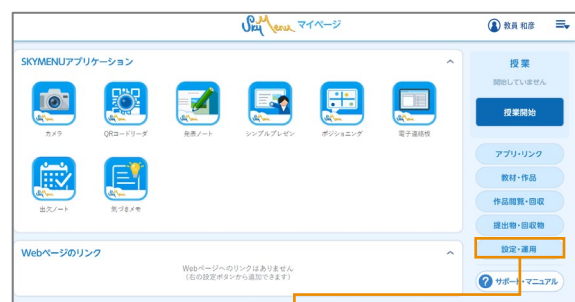 SkyMenu マイページ
教員 和彦
SKYMENUアプリケーション
カメラ
QRコードリーダ
発表ノート
シンプルプレゼン
ポジショニング
電子連絡板
出欠ノート
気づきメモ
Webページのリンク
Webページへのリンクはありません
(右の設定ボタンから追加できます)
授業
開始していません
授業開始
アプリ・リンク
教材・作品
作品閲覧・回収
提出物・回収物
設定・運用
? サポート・マニュアル